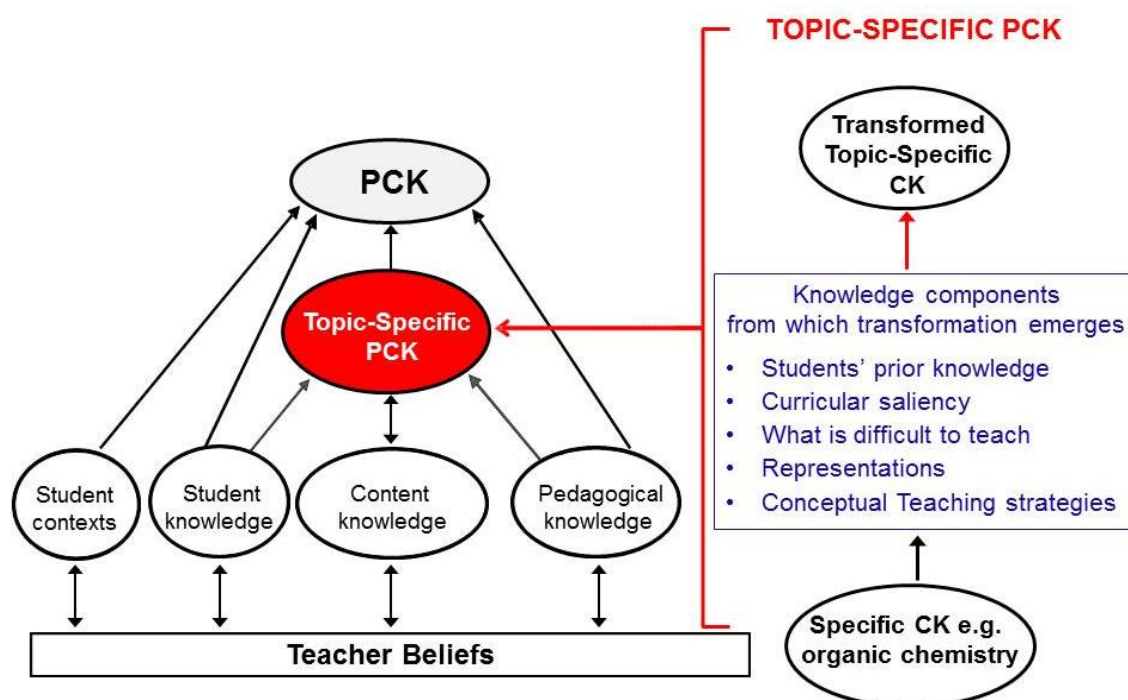 TOPIC-SPECIFIC PCK
PCK
Topic-Specific
PCK
Student
contexts
Student
knowledge
Content
knowledge
Pedagogical
knowledge
Teacher Beliefs
Transformed
Topic-Specific
CK
Knowledge components
from which transformation emerges
• Students’ prior knowledge
• Curricular saliency
• What is difficult to teach
• Representations
• Conceptual Teaching strategies
Specific CK e.g.
organic chemistry